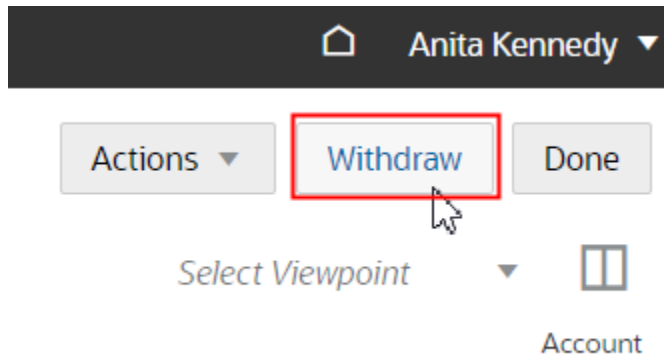 Anita Kennedy
Actions Withdraw Done
Select Viewpoint
Account